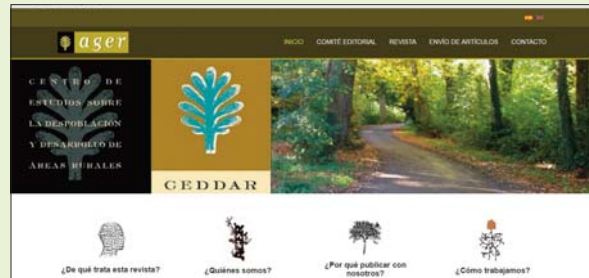 ager
INICIO COMITÉ EDITORIAL REVISTA ENVÍO DE ARTÍCULOS CONTACTO
CENTRO DE
ESTUDIOS SOBRE
LA DESPOBLACIÓN
Y DESARROLLO DE
ÁREAS RURALES
CEDDAR
¿De qué trata esta revista?
¿Quiénes somos?
¿Por qué publicar con
nosotros?
¿Cómo trabajamos?